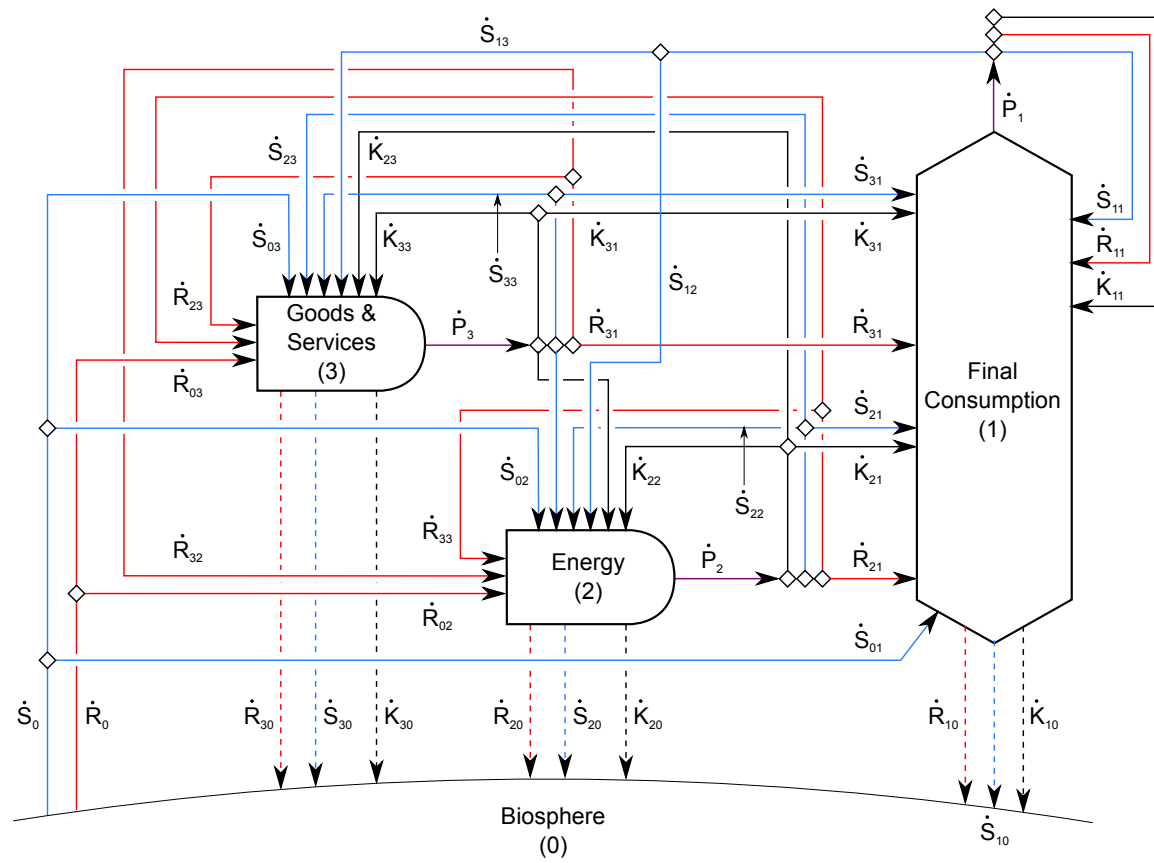 Ṡ₁₃
Ṗ₁
Ṡ₂₃
K̇₂₃
Ṡ₃₁
Ṡ₁₁
Ṡ₀₃
K̇₃₃
K̇₃₁
K̇₃₁
Ṙ₁₁
Ṡ₃₃
Ṡ₁₂
K̇₁₁
Ṙ₂₃
Goods &
Services
(3)
Ṗ₃
Ṙ₃₁
Ṙ₃₁
Ṙ₀₃
Final
Consumption
(1)
Ṡ₂₁
Ṡ₀₂
K̇₂₂
K̇₂₁
Ṡ₂₂
Ṙ₃₃
Ṙ₃₂
Energy
(2)
Ṗ₂
Ṙ₂₁
Ṙ₂₁
Ṙ₀₂
Ṡ₀₁
Ṡ₀
Ṙ₀
Ṙ₃₀
Ṡ₃₀
K̇₃₀
Ṙ₂₀
Ṡ₂₀
K̇₂₀
Ṙ₁₀
K̇₁₀
Biosphere
(0)
Ṡ₁₀